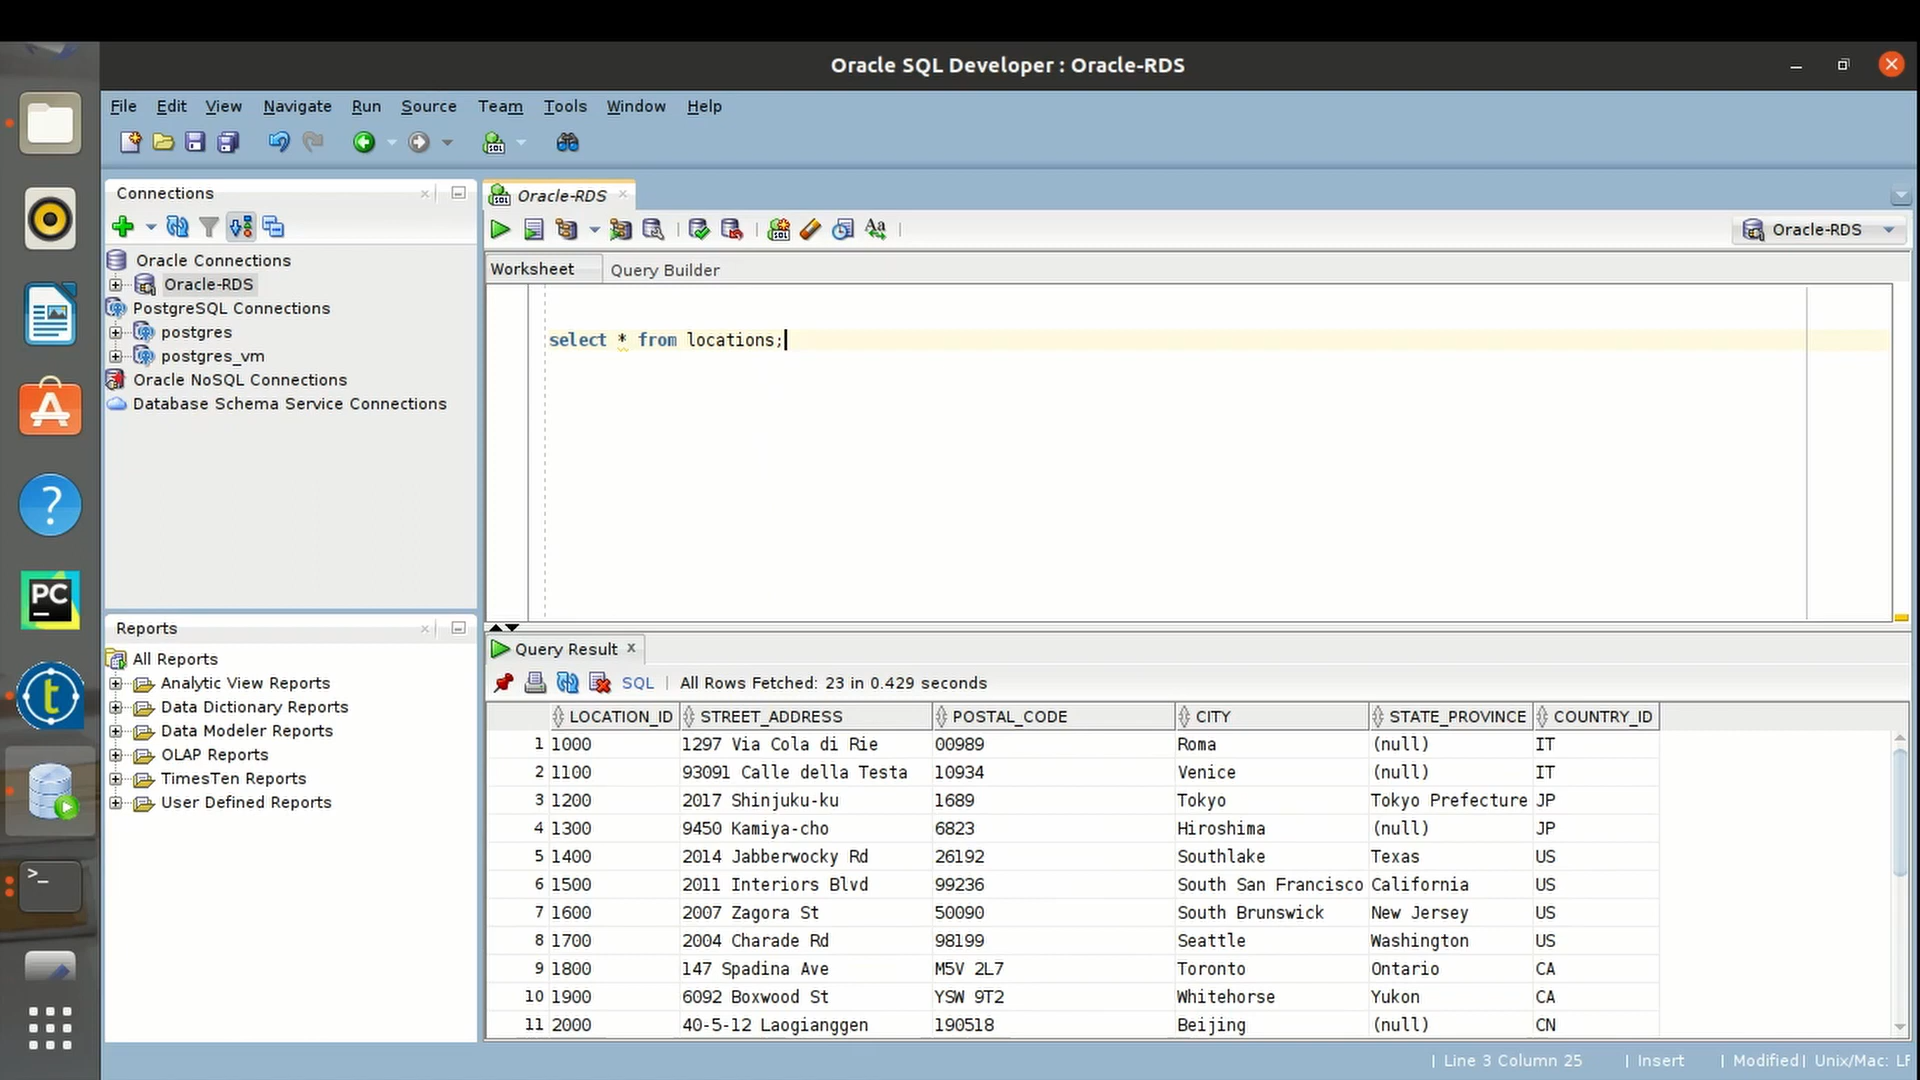 Oracle SQL Developer : Oracle-RDS
File Edit View Navigate Run Source Team Tools Window Help
Connections
Oracle Connections
Oracle-RDS
PostgreSQL Connections
postgres
postgres_vm
Oracle NoSQL Connections
Database Schema Service Connections
Reports
All Reports
Analytic View Reports
Data Dictionary Reports
Data Modeler Reports
OLAP Reports
TimesTen Reports
User Defined Reports
Oracle-RDS
Oracle-RDS
Worksheet Query Builder
select * from locations;
Query Result
SQL | All Rows Fetched: 23 in 0.429 seconds
LOCATION_ID STREET_ADDRESS POSTAL_CODE CITY STATE_PROVINCE COUNTRY_ID
1 1000 1297 Via Cola di Rie 00989 Roma (null) IT
2 1100 93091 Calle della Testa 10934 Venice (null) IT
3 1200 2017 Shinjuku-ku 1689 Tokyo Tokyo Prefecture JP
4 1300 9450 Kamiya-cho 6823 Hiroshima (null) JP
5 1400 2014 Jabberwocky Rd 26192 Southlake Texas US
6 1500 2011 Interiors Blvd 99236 South San Francisco California US
7 1600 2007 Zagora St 50090 South Brunswick New Jersey US
8 1700 2004 Charade Rd 98199 Seattle Washington US
9 1800 147 Spadina Ave M5V 2L7 Toronto Ontario CA
10 1900 6092 Boxwood St YSW 9T2 Whitehorse Yukon CA
11 2000 40-5-12 Laogianggen 190518 Beijing (null) CN
| Line 3 Column 25 | Insert | Modified| Unix/Mac: LF
PC
t